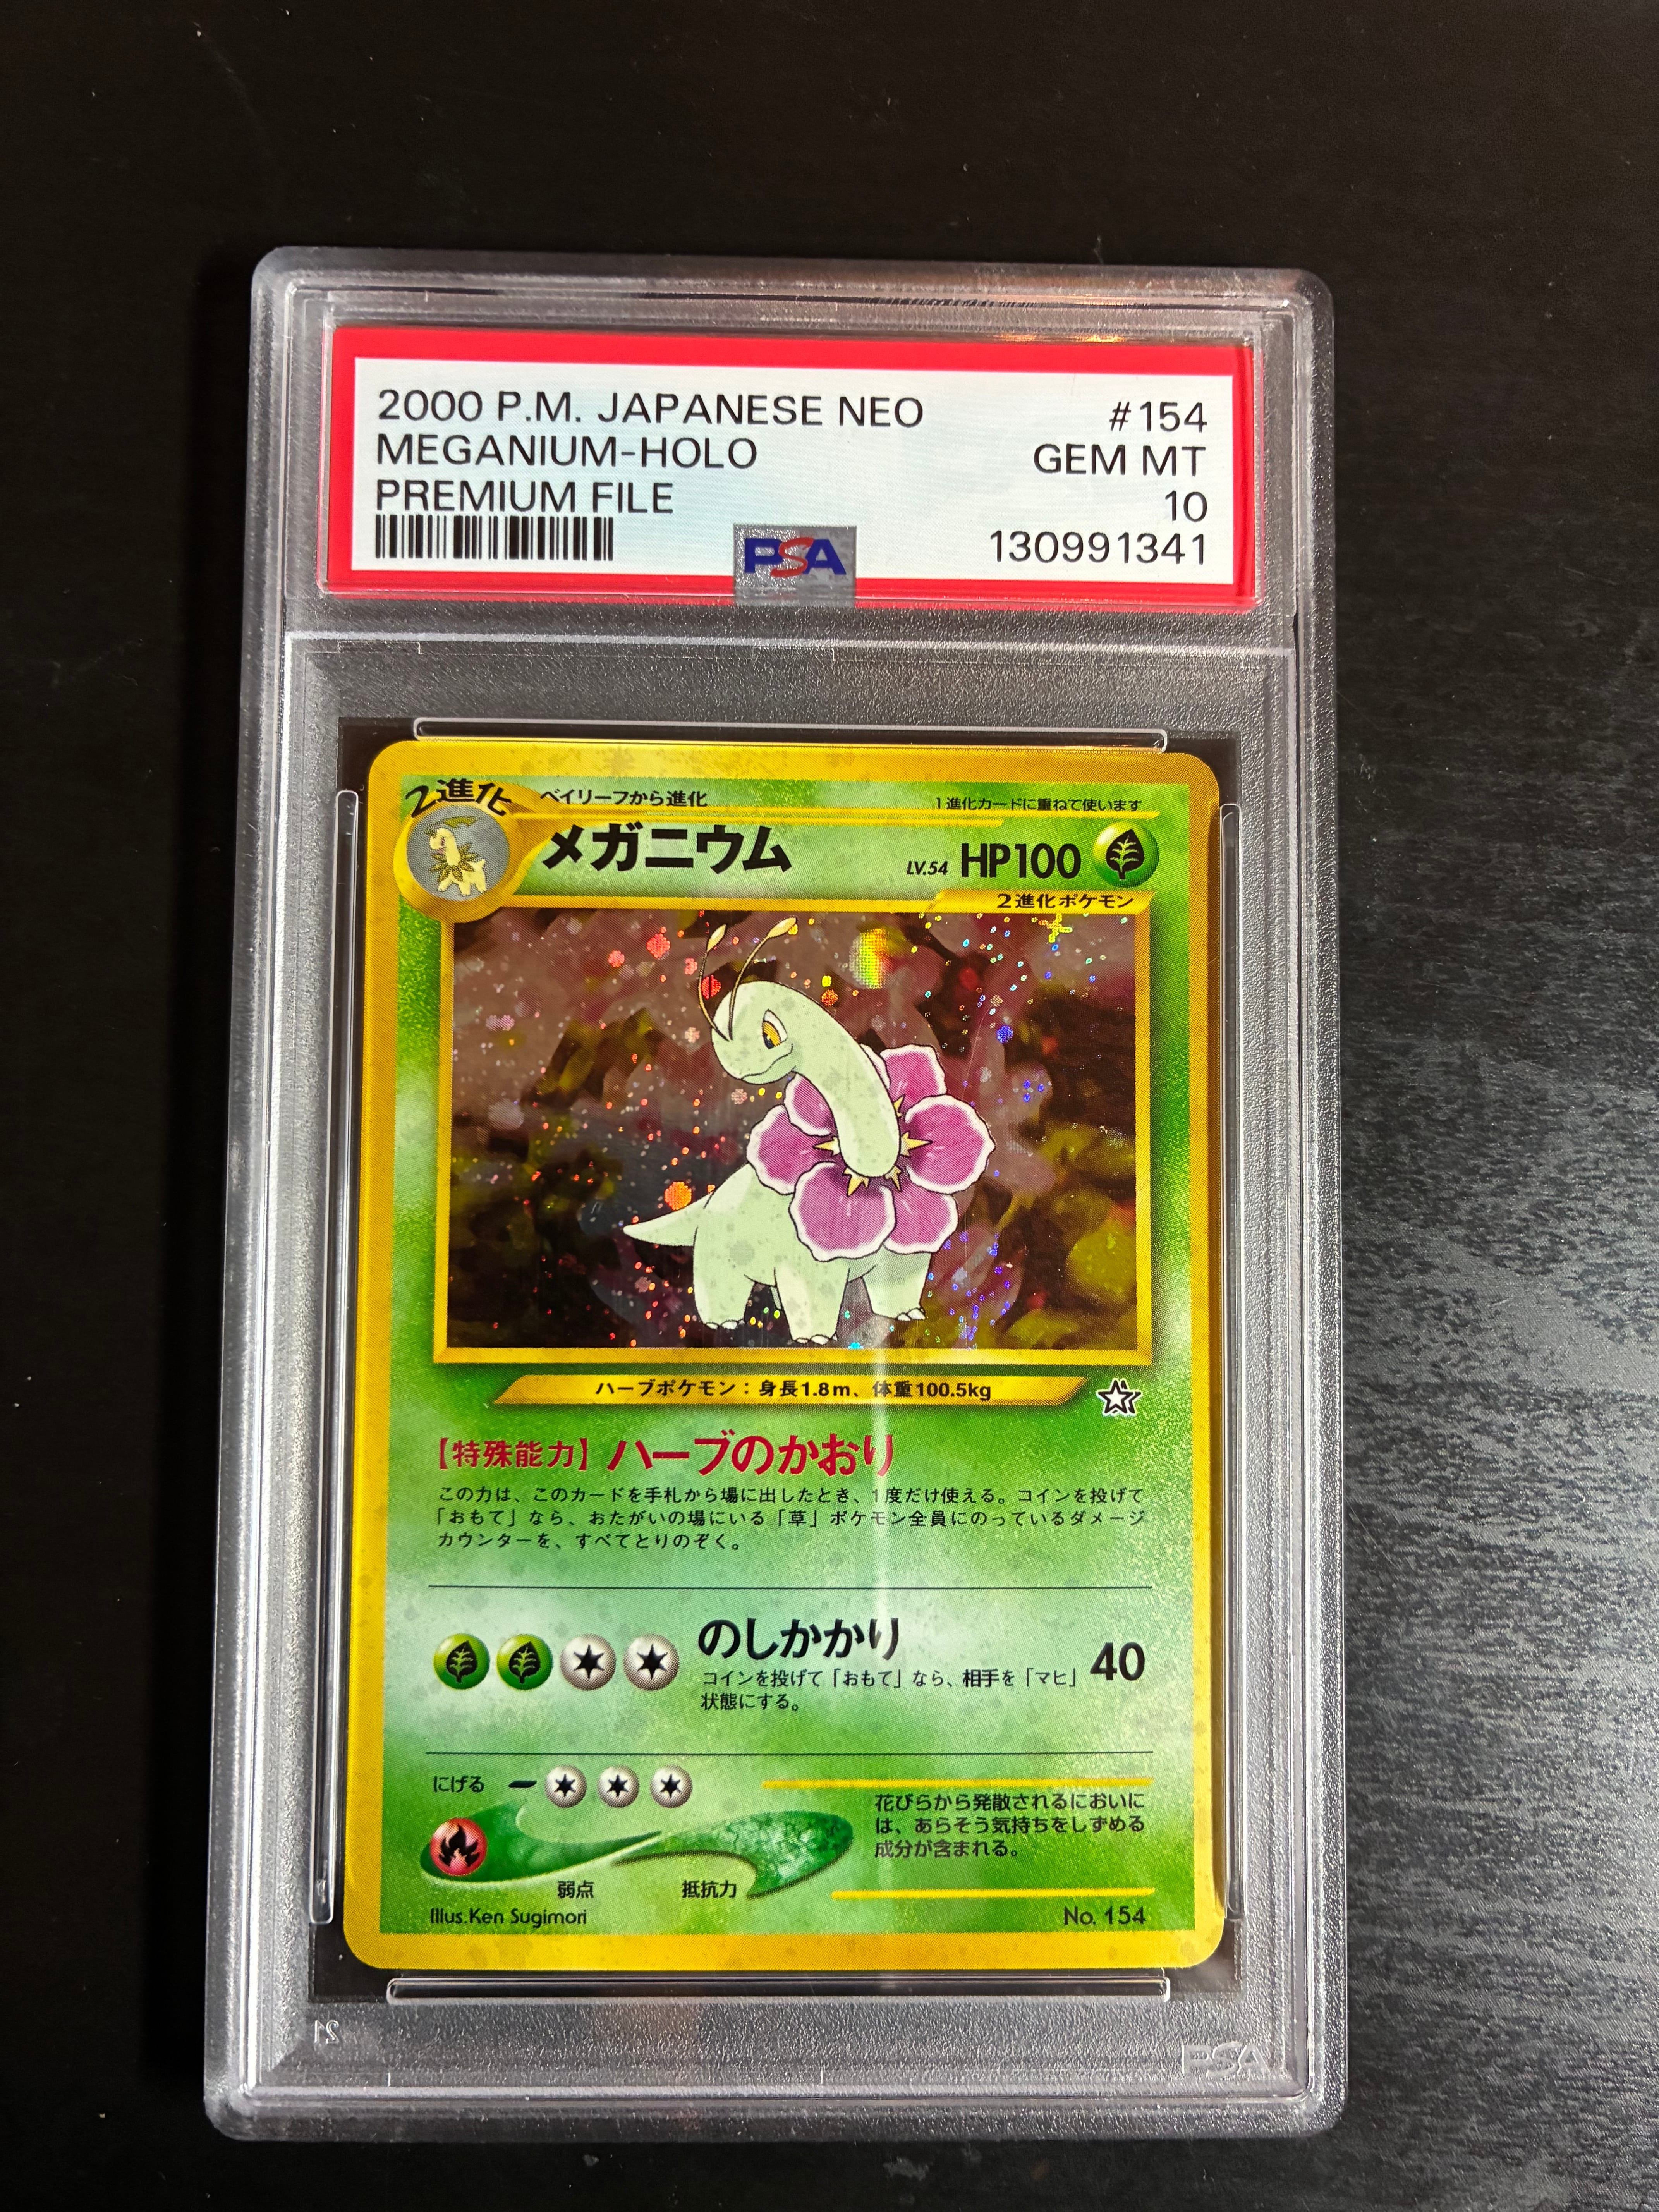 2000 P.M. JAPANESE NEO #154
MEGANIUM-HOLO GEM MT
PREMIUM FILE 10
130991341
PSA
2進化 ベイリーフから進化 1進化カードに重ねて使います
メガニウム LV.54 HP100
2進化ポケモン
ハーブポケモン：身長1.8m、体重100.5kg
【特殊能力】ハーブのかおり
この力は、このカードを手札から場に出したとき、1度だけ使える。コインを投げて
「おもて」なら、おたがいの場にいる「草」ポケモン全員にのっているダメージ
カウンターを、すべてとりのぞく。
のしかかり 40
コインを投げて「おもて」なら、相手を「マヒ」
状態にする。
にげる
花びらから発散されるにおいに
は、あらそう気持ちをしずめる
成分が含まれる。
弱点 抵抗力
Illus.Ken Sugimori No. 154
21 PSA